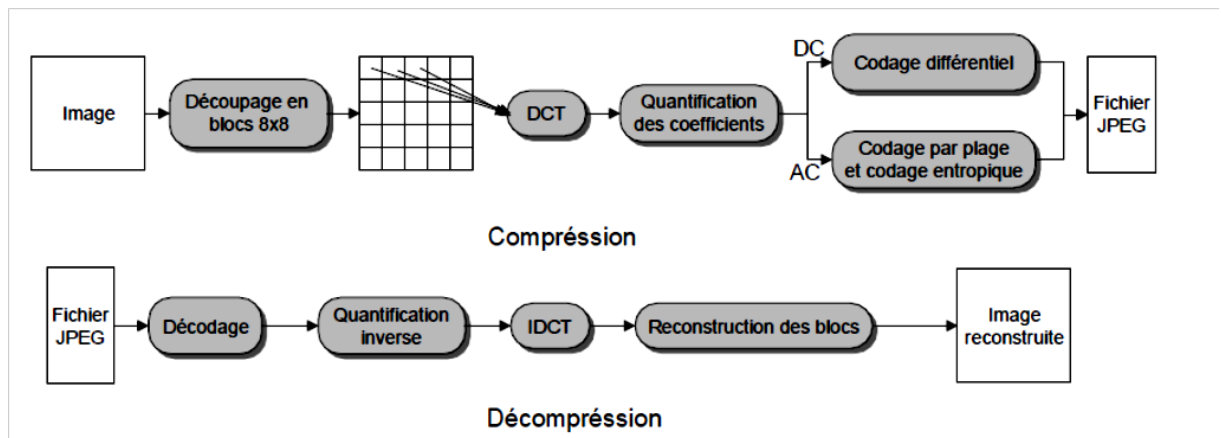 Image
Découpage en
blocs 8x8
DCT
Quantification
des coefficients
DC
Codage différentiel
AC
Codage par plage
et codage entropique
Fichier
JPEG
Compréssion
Fichier
JPEG
Décodage
Quantification
inverse
IDCT
Reconstruction des blocs
Image
reconstruite
Décompréssion